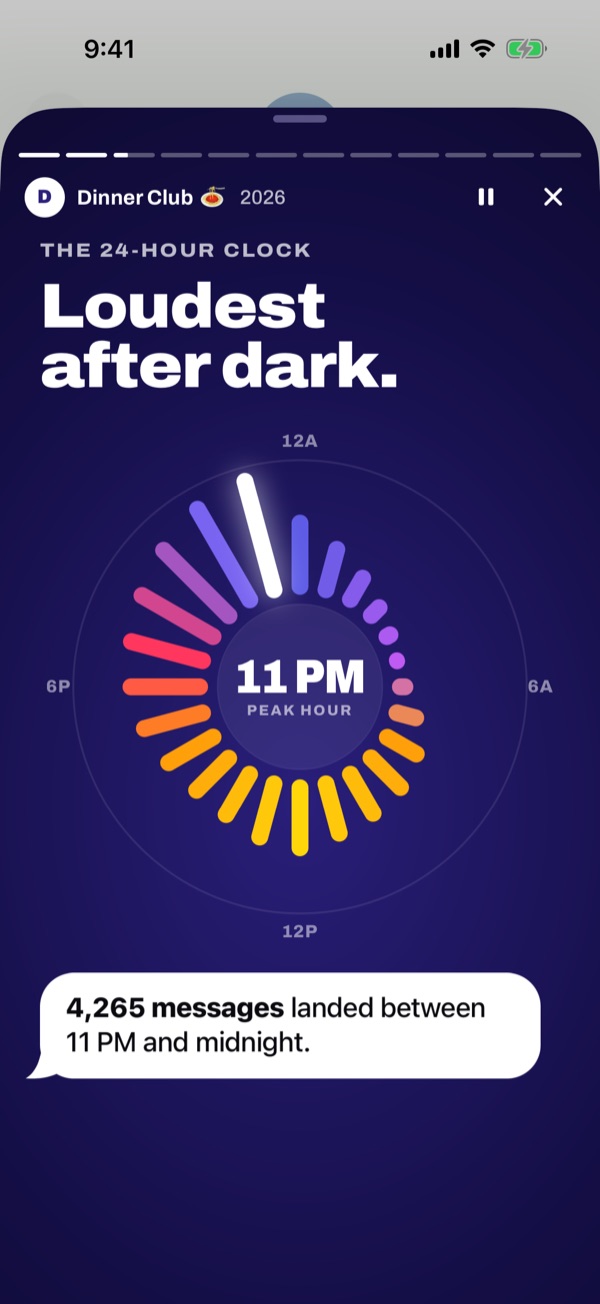 9:41
D Dinner Club 🍝 2026
THE 24-HOUR CLOCK
Loudest
after dark.
12A
11 PM
6P
6A
PEAK HOUR
12P
4,265 messages landed between
11 PM and midnight.